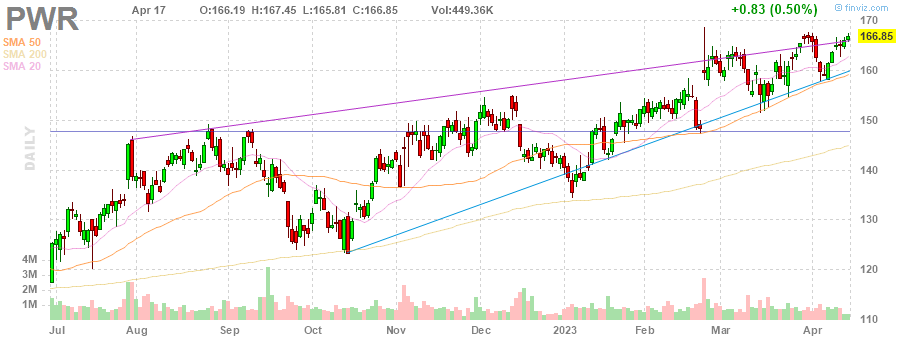 PWR
Apr 17 O:166.19 H:167.45 L:165.81 C:166.85 Vol:449.36K +0.83 (0.50%)
© finviz.com
SMA 50
SMA 200
SMA 20
DAILY
170
166.85
160
150
140
130
120
110
4M
3M
2M
1M
Jul Aug Sep Oct Nov Dec 2023 Feb Mar Apr